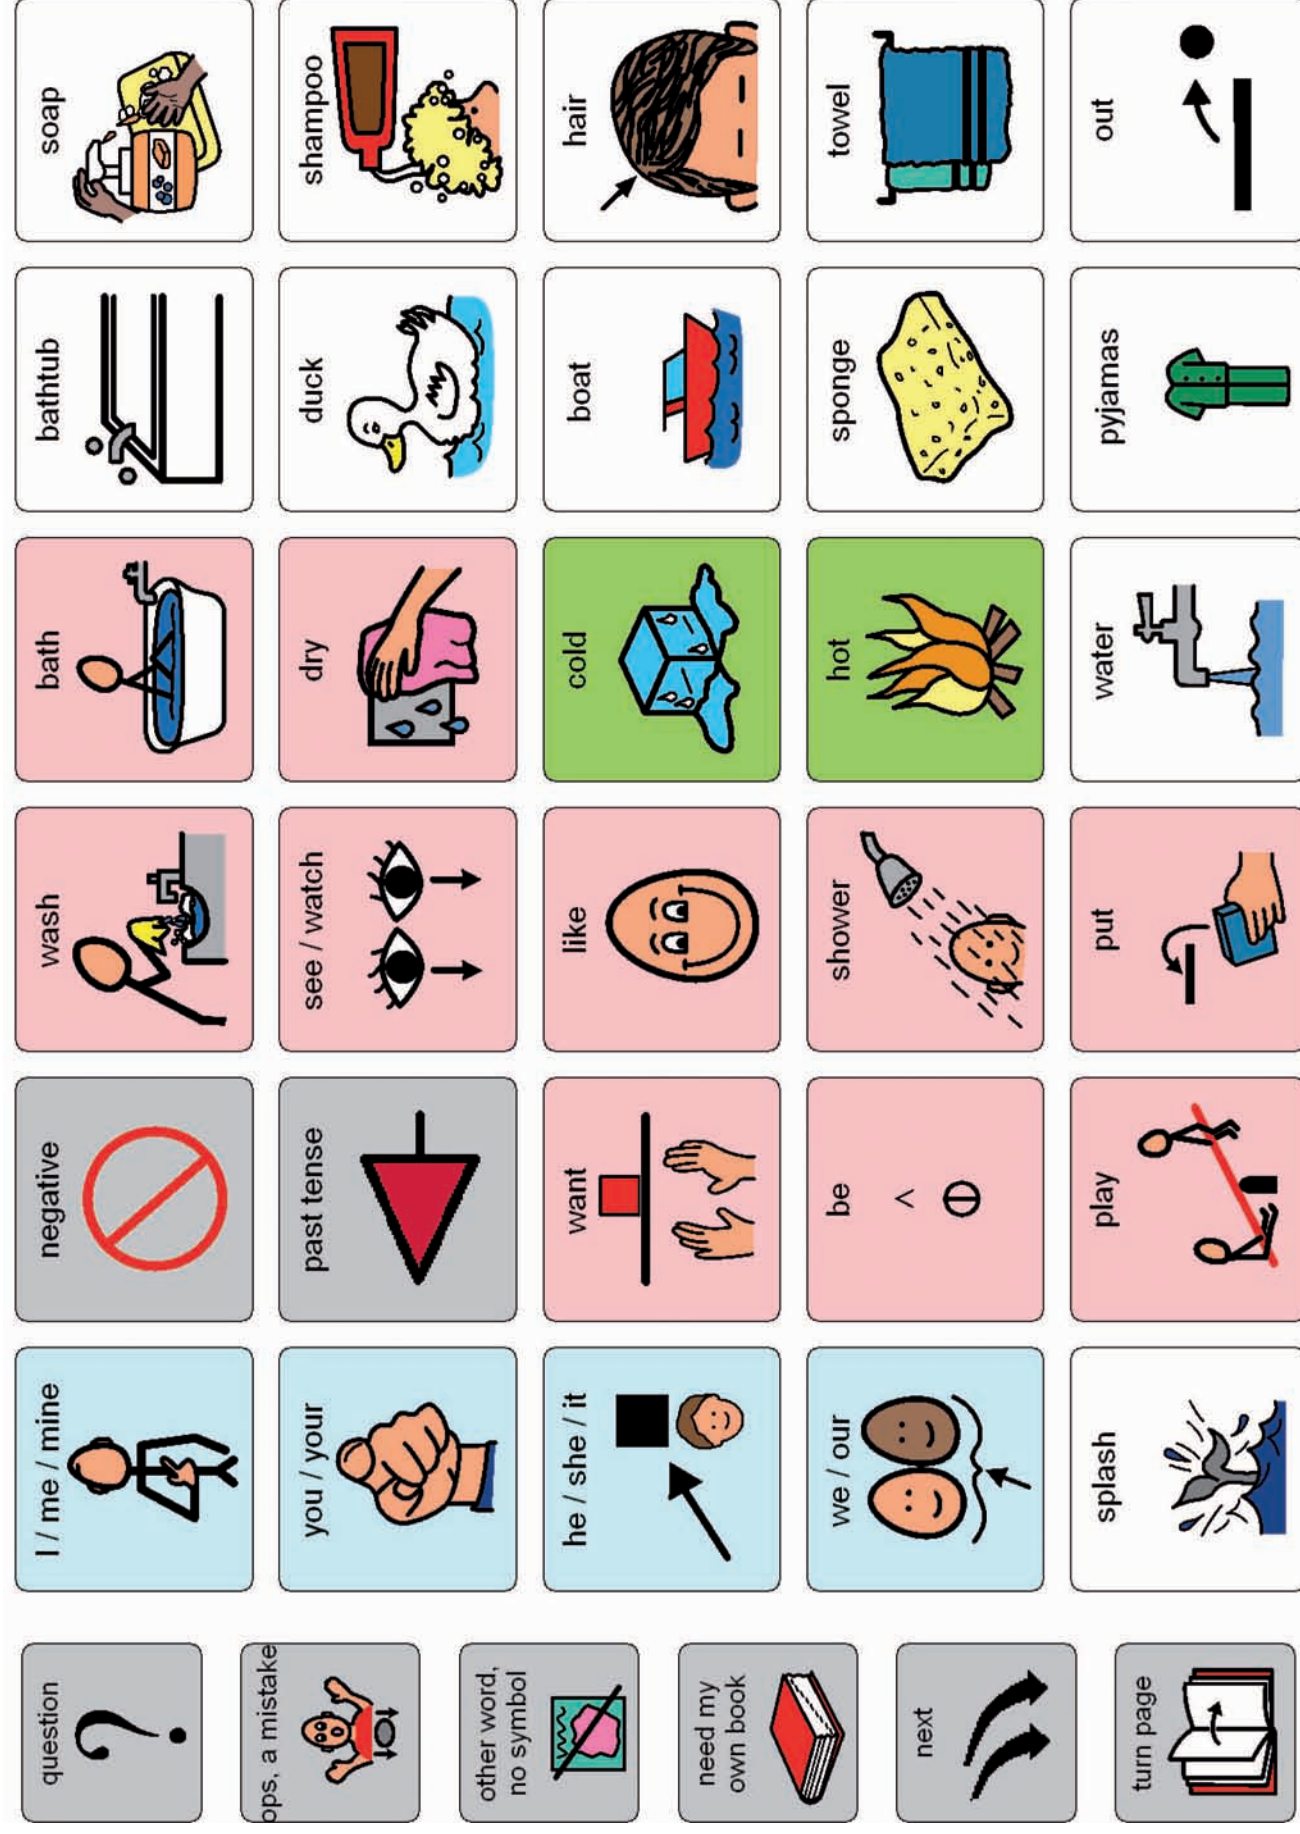 question
ops, a mistake
other word,
no symbol
need my
own book
next
turn page
I / me / mine
negative
wash
bath
bathtub
soap
you / your
past tense
see / watch
dry
duck
shampoo
he / she / it
want
like
cold
boat
hair
we / our
be
shower
hot
sponge
towel
splash
play
put
water
pyjamas
out